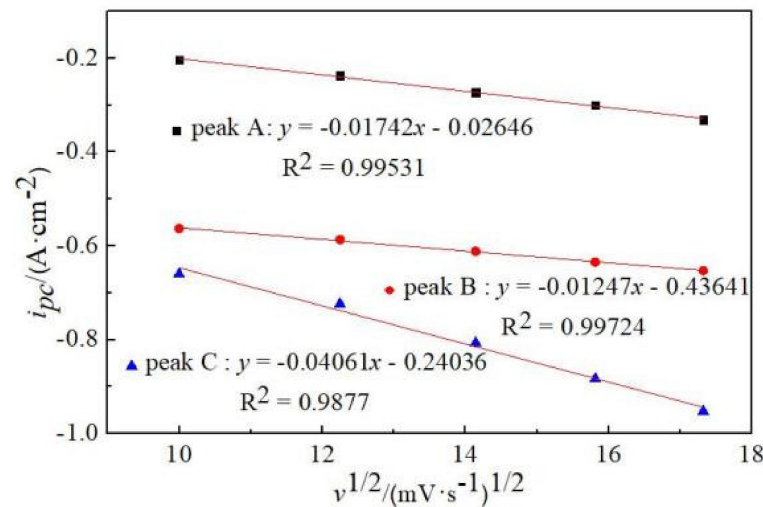 -0.2
peak A: y = -0.01742x - 0.02646
-0.4
R² = 0.99531
i_pc/(A·cm⁻²)
-0.6
peak B : y = -0.01247x - 0.43641
R² = 0.99724
-0.8
peak C : y = -0.04061x - 0.24036
R² = 0.9877
-1.0
10 12 14 16 18
v^1/2/(mV·s⁻¹)^1/2